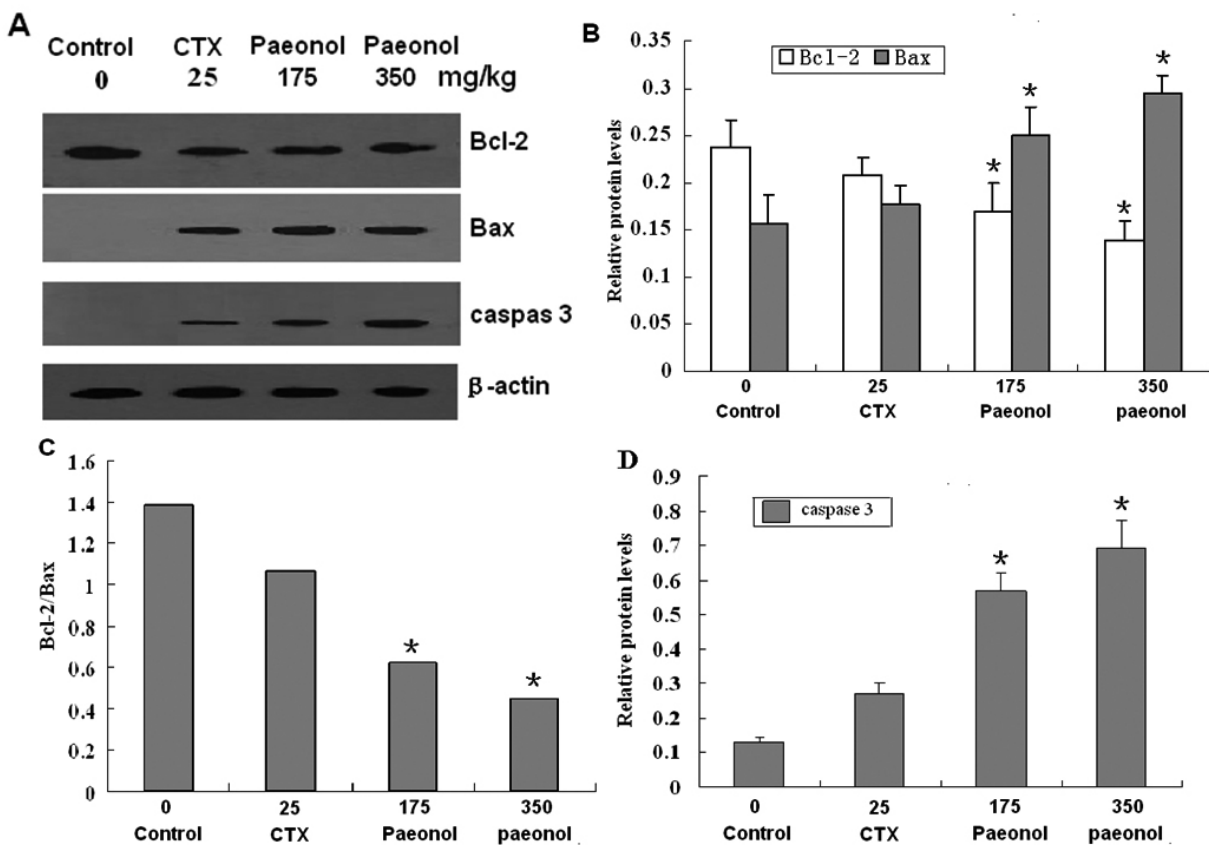 A
Control CTX Paeonol Paeonol
0 25 175 350 mg/kg
Bcl-2
Bax
caspas 3
β-actin
B
Relative protein levels
0.35
0.3
0.25
0.2
0.15
0.1
0.05
0
Bcl-2 Bax
* * * *
0 25 175 350
Control CTX Paeonol paeonol
C
Bcl-2/Bax
1.6
1.4
1.2
1
0.8
0.6
0.4
0.2
0
* *
0 25 175 350
Control CTX Paeonol paeonol
D
Relative protein levels
0.9
0.8
0.7
0.6
0.5
0.4
0.3
0.2
0.1
0
caspase 3
* *
0 25 175 350
Control CTX Paeonol paeonol